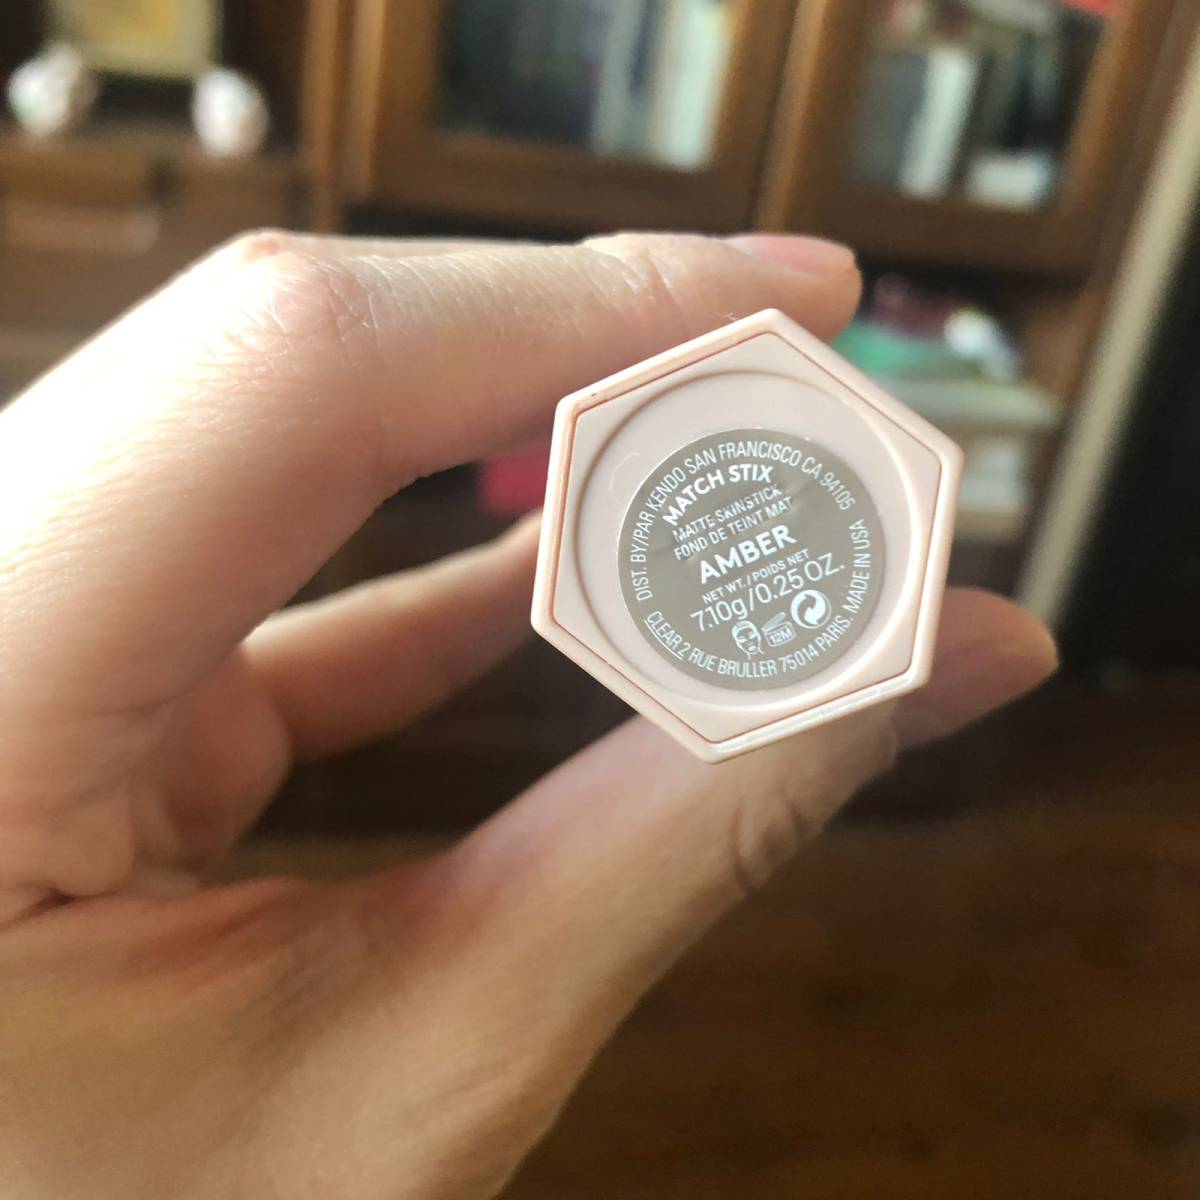 DIST. BY/PAR KENDO SAN FRANCISCO CA 94105
MATCH STIX
MATTE SKINSTICK
FOND DE TEINT MAT
AMBER
NET WT./POIDS NET
7.10g/0.25 OZ.
12M
CLEAR 2 RUE BRULLER 75014 PARIS. MADE IN USA